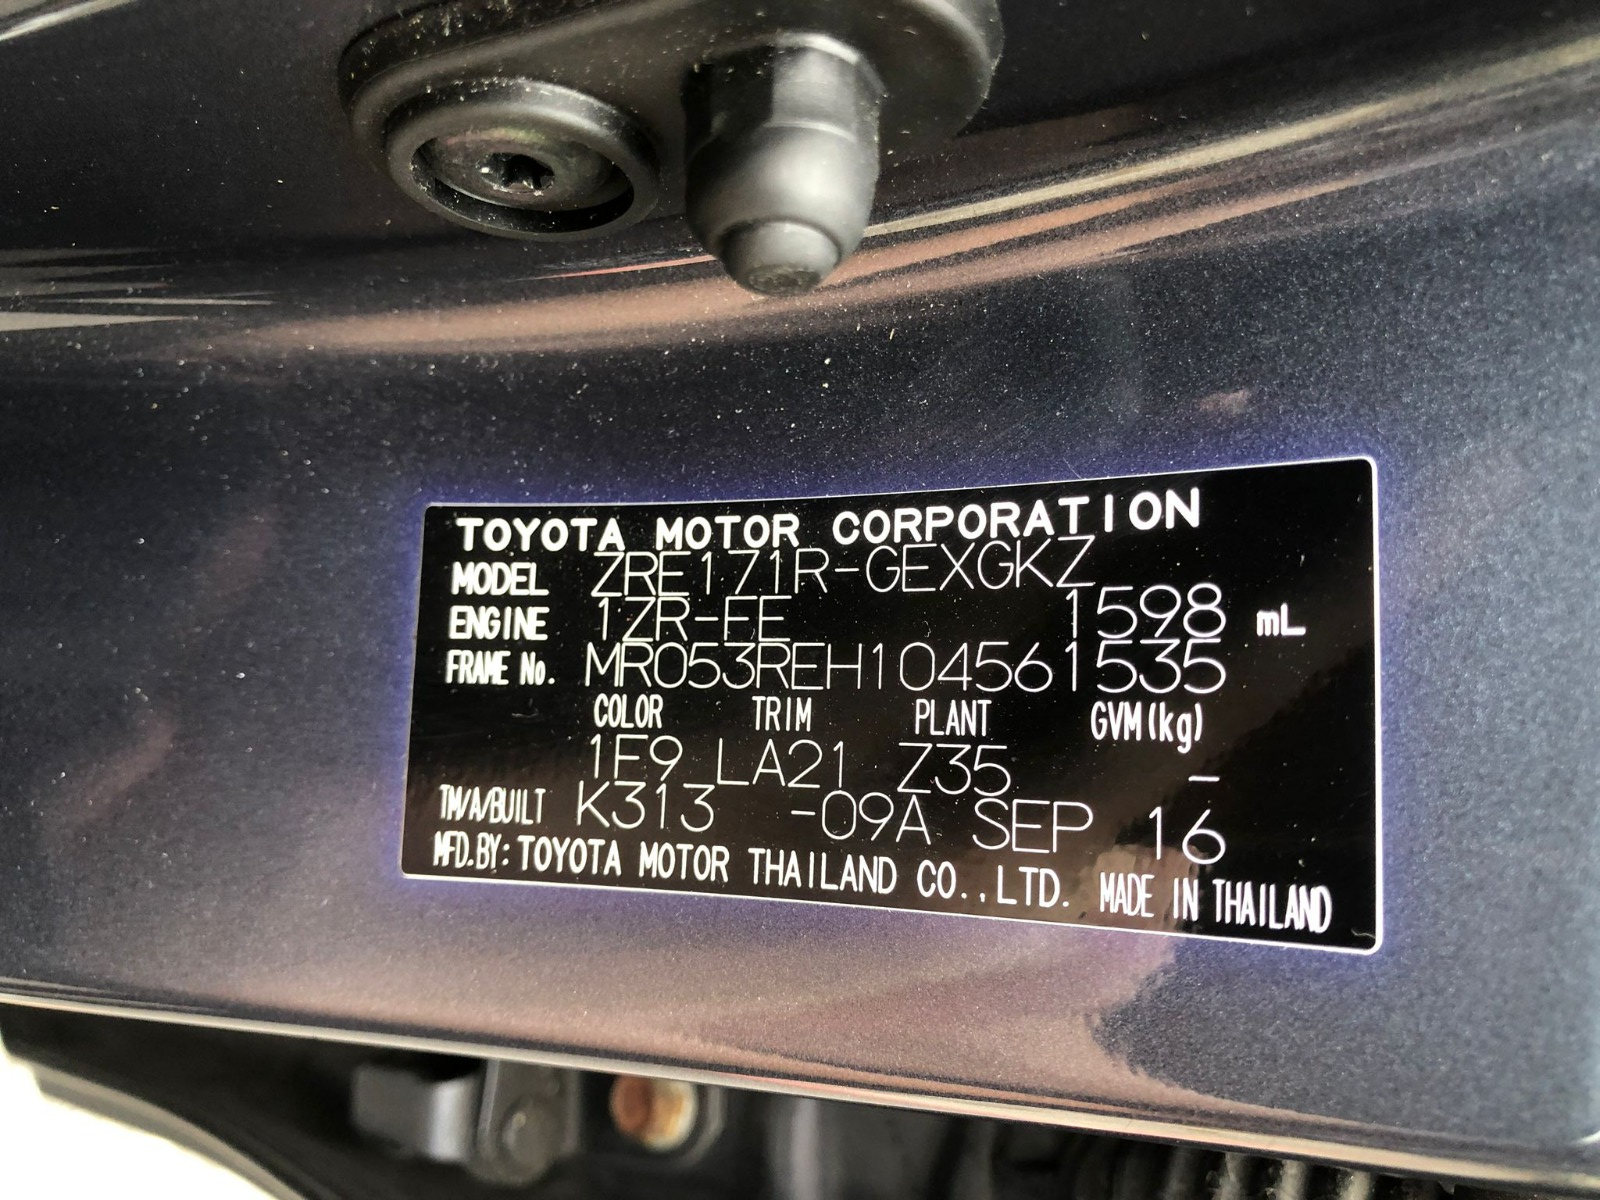 TOYOTA MOTOR CORPORATION
MODEL ZRE171R-GEXGKZ
ENGINE 1ZR-FE 1598 mL
FRAME No. MR053REH104561535
COLOR TRIM PLANT GVM(kg)
1F9 LA21 Z35 -
TM/A/BUILT K313 -09A SEP 16
MFD.BY: TOYOTA MOTOR THAILAND CO.,LTD. MADE IN THAILAND